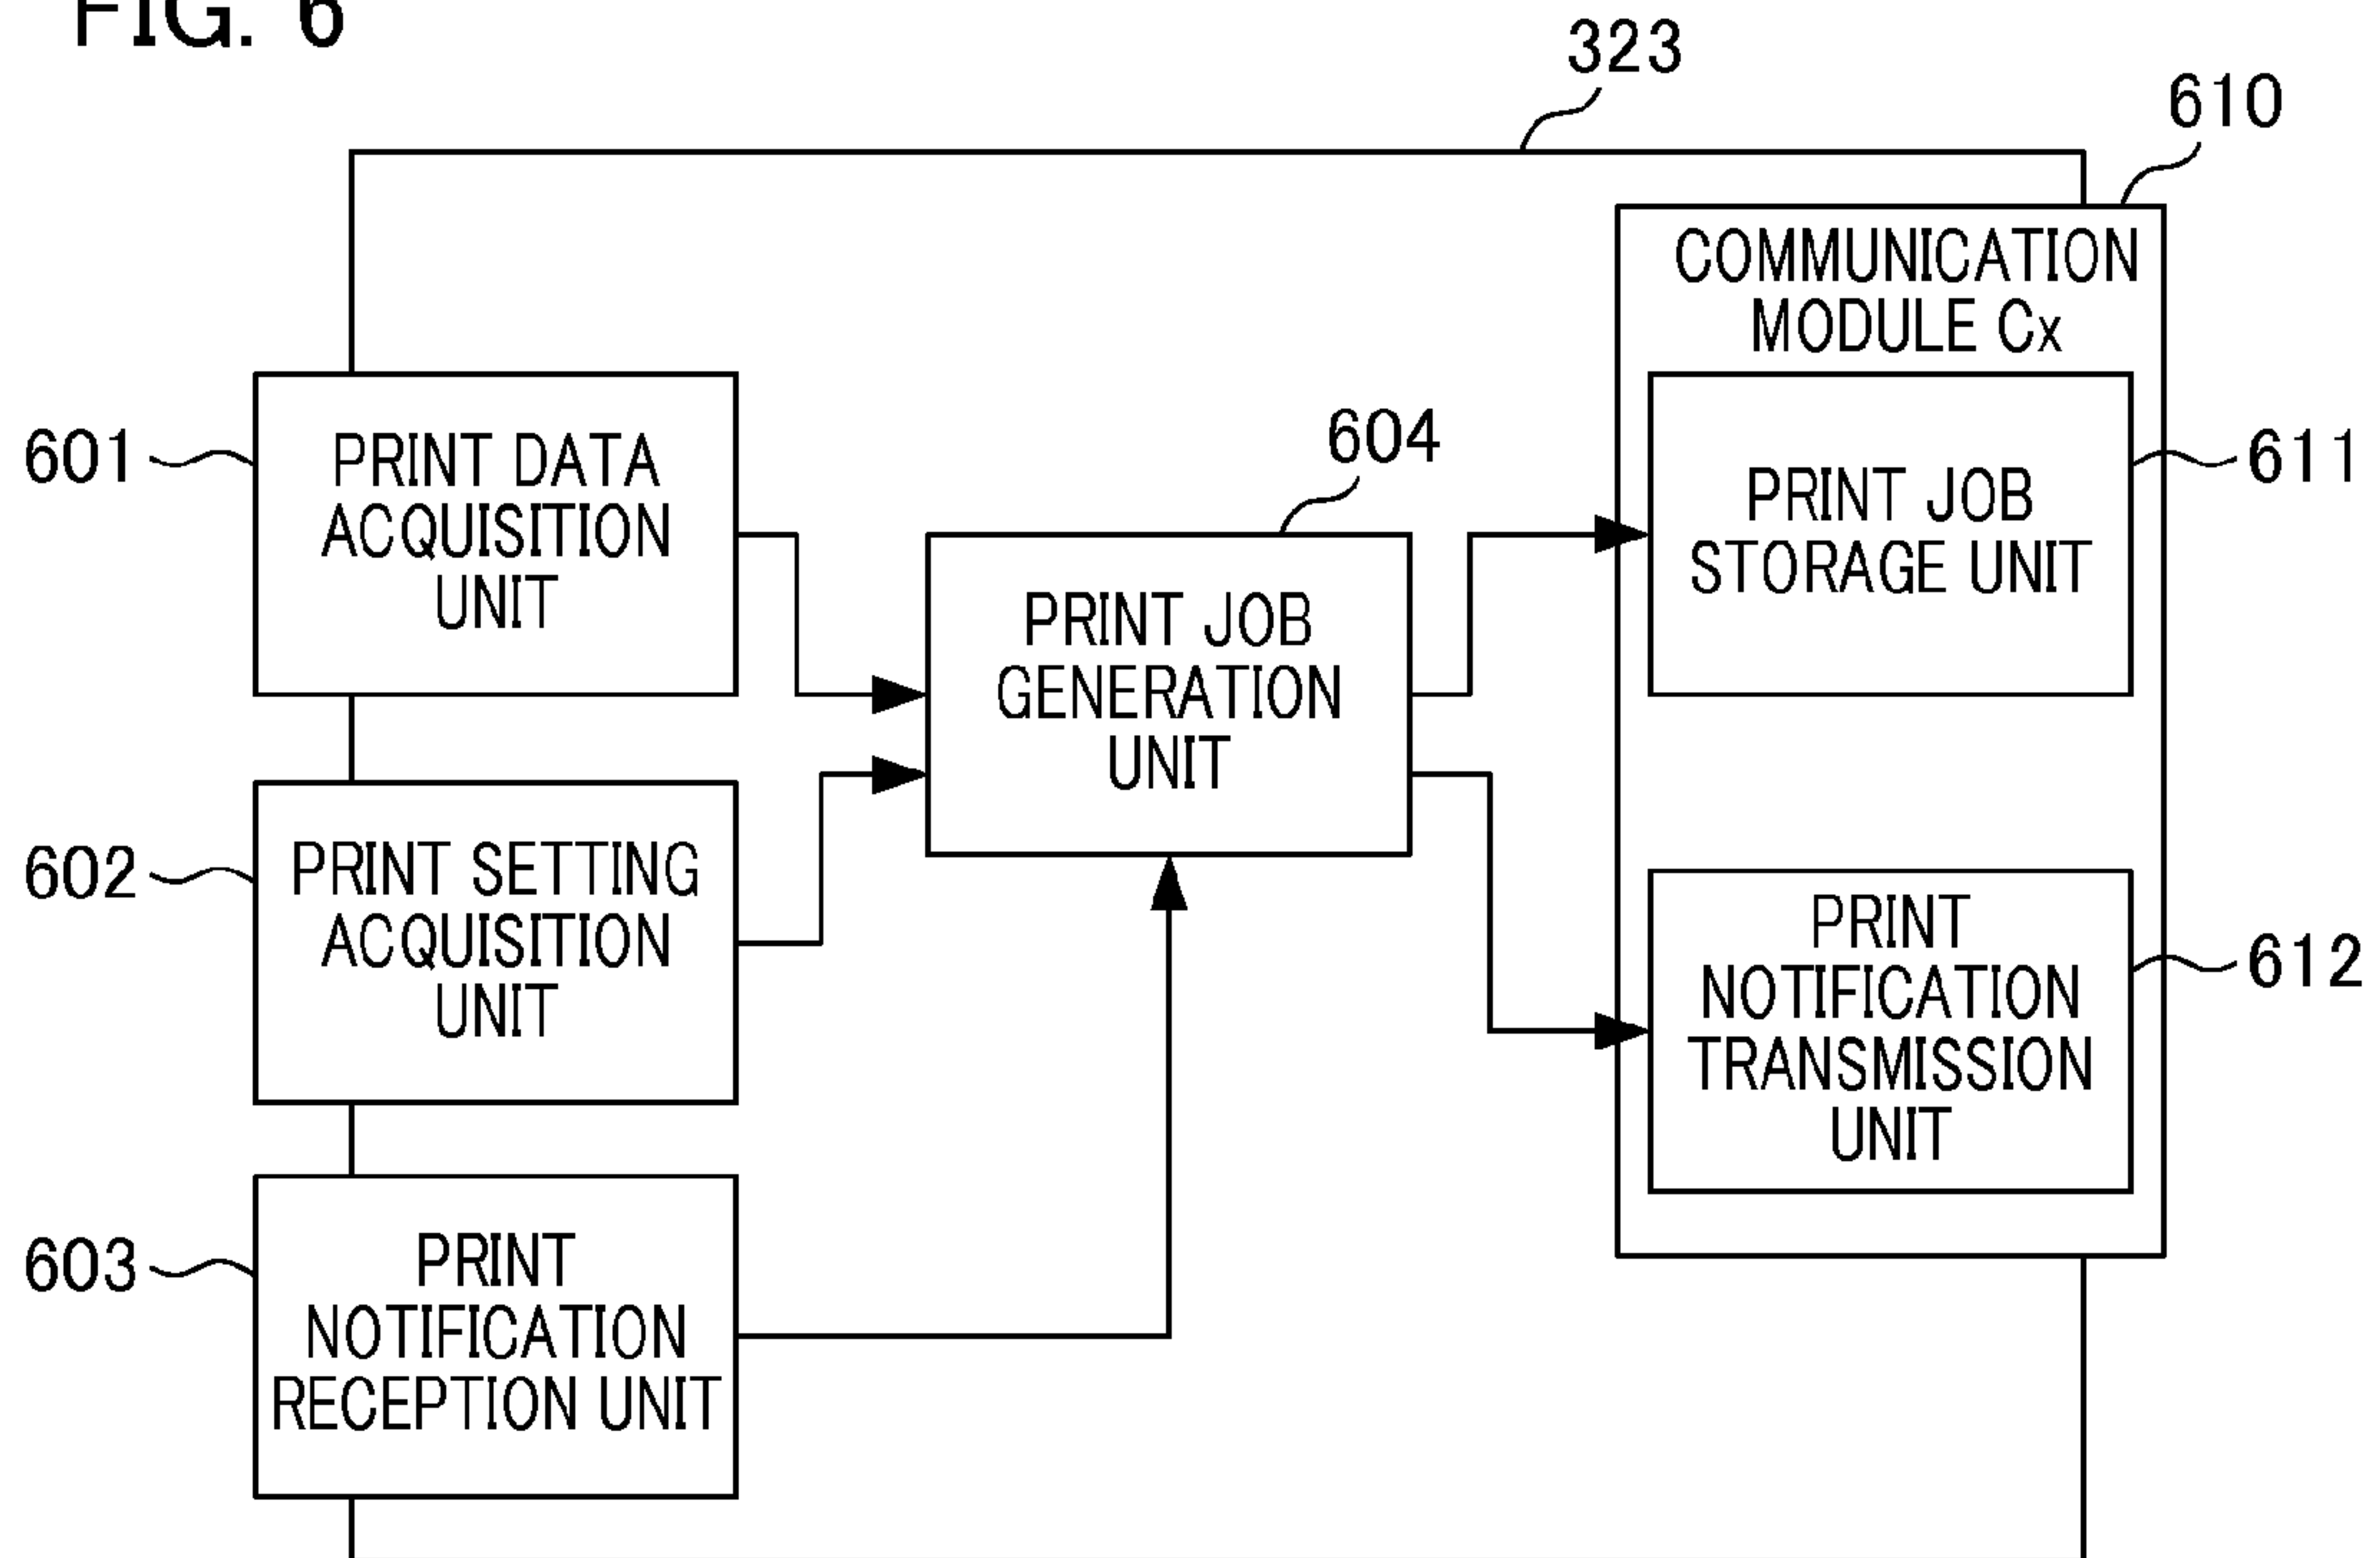 FIG. 6
323
610
COMMUNICATION
MODULE Cx
601
PRINT DATA
ACQUISITION
UNIT
604
PRINT JOB
GENERATION
UNIT
611
PRINT JOB
STORAGE UNIT
602
PRINT SETTING
ACQUISITION
UNIT
612
PRINT
NOTIFICATION
TRANSMISSION
UNIT
603
PRINT
NOTIFICATION
RECEPTION UNIT